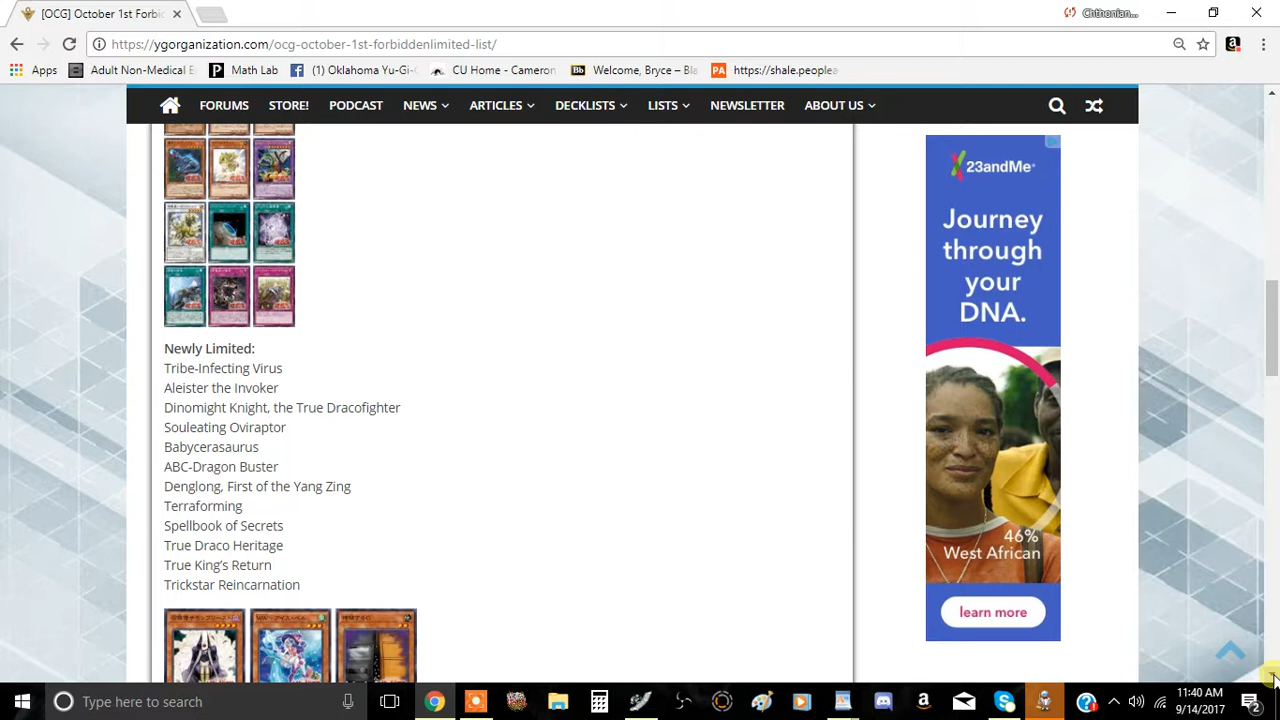 [OCG] October 1st Forbid
Chthonian...
https://ygorganization.com/ocg-october-1st-forbiddenlimited-list/
Apps
Adult Non-Medical E
Math Lab
(1) Oklahoma Yu-Gi-C
CU Home - Cameron
Welcome, Bryce – Bla
https://shale.peoplea
FORUMS
STORE!
PODCAST
NEWS
ARTICLES
DECKLISTS
LISTS
NEWSLETTER
ABOUT US
23andMe
Journey
through
your
DNA.
46%
West African
learn more
Newly Limited:
Tribe-Infecting Virus
Aleister the Invoker
Dinomight Knight, the True Dracofighter
Souleating Oviraptor
Babycerasaurus
ABC-Dragon Buster
Denglong, First of the Yang Zing
Terraforming
Spellbook of Secrets
True Draco Heritage
True King's Return
Trickstar Reincarnation
Type here to search
11:40 AM
9/14/2017
2